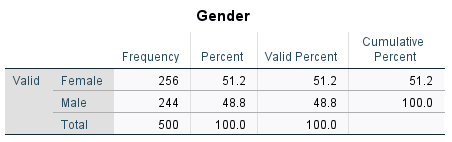 Gender
Frequency Percent Valid Percent Cumulative Percent
Valid Female 256 51.2 51.2 51.2
Male 244 48.8 48.8 100.0
Total 500 100.0 100.0